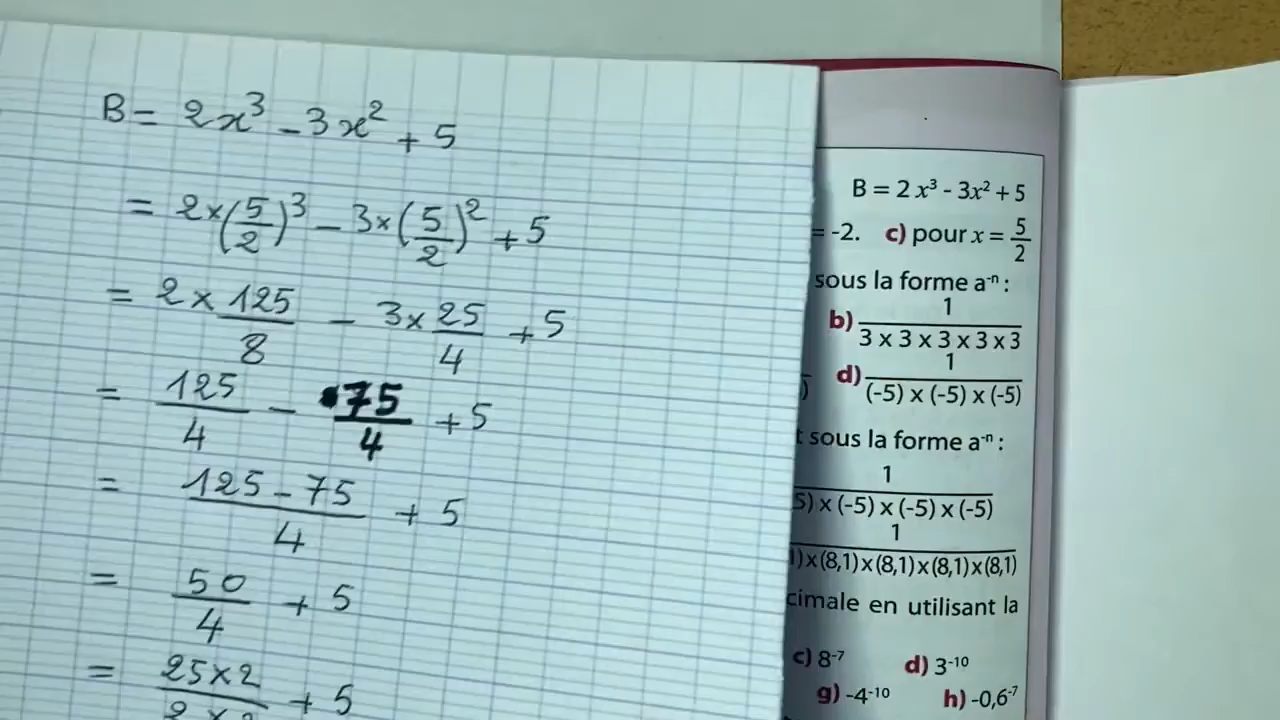 B = 2x³ - 3x² + 5
= 2×(5/2)³ - 3×(5/2)² + 5
= 2 × 125/8 - 3×25/4 + 5
= 125/4 - 75/4 + 5
= 125 - 75/4 + 5
= 50/4 + 5
= 25×2/2×2 + 5
B = 2 x³ - 3x² + 5
= -2. c) pour x = 5/2
sous la forme a⁻ⁿ :
b) 1/3 x 3 x 3 x 3 x 3
) d) 1/(-5) x (-5) x (-5)
t sous la forme a⁻ⁿ :
1/5) x (-5) x (-5) x (-5)
1/1)x(8,1)x(8,1)x(8,1)x(8,1)
cimale en utilisant la
c) 8⁻⁷ d) 3⁻¹⁰
g) -4⁻¹⁰ h) -0,6⁻⁷